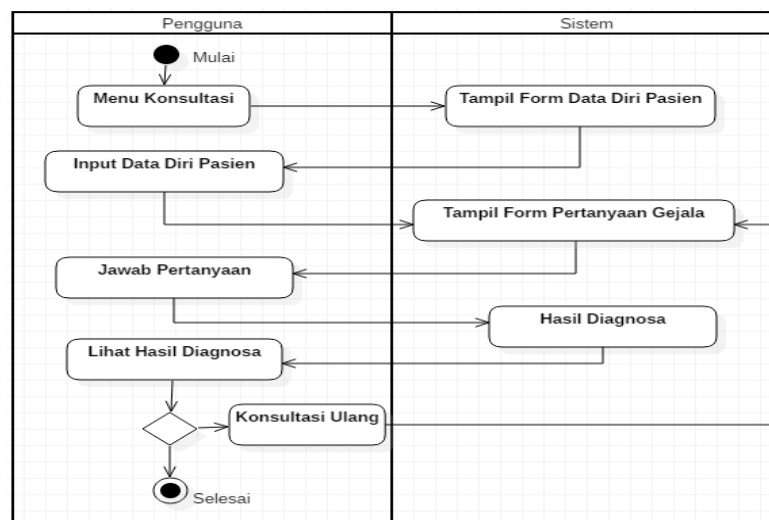 Pengguna
Sistem
Mulai
Menu Konsultasi
Tampil Form Data Diri Pasien
Input Data Diri Pasien
Tampil Form Pertanyaan Gejala
Jawab Pertanyaan
Hasil Diagnosa
Lihat Hasil Diagnosa
Konsultasi Ulang
Selesai